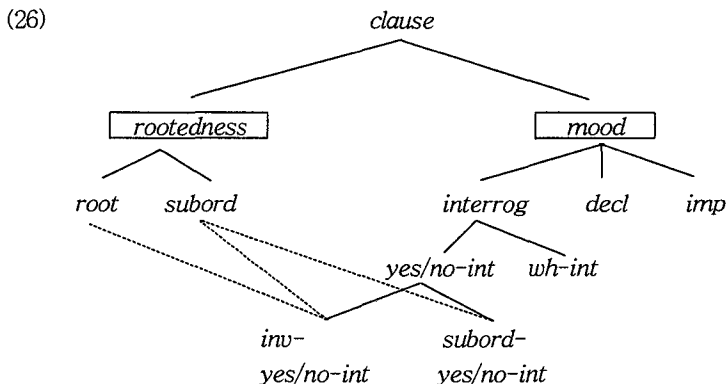 (26) clause
rootedness mood
root subord interrog decl imp
yes/no-int wh-int
inv- subord-
yes/no-int yes/no-int